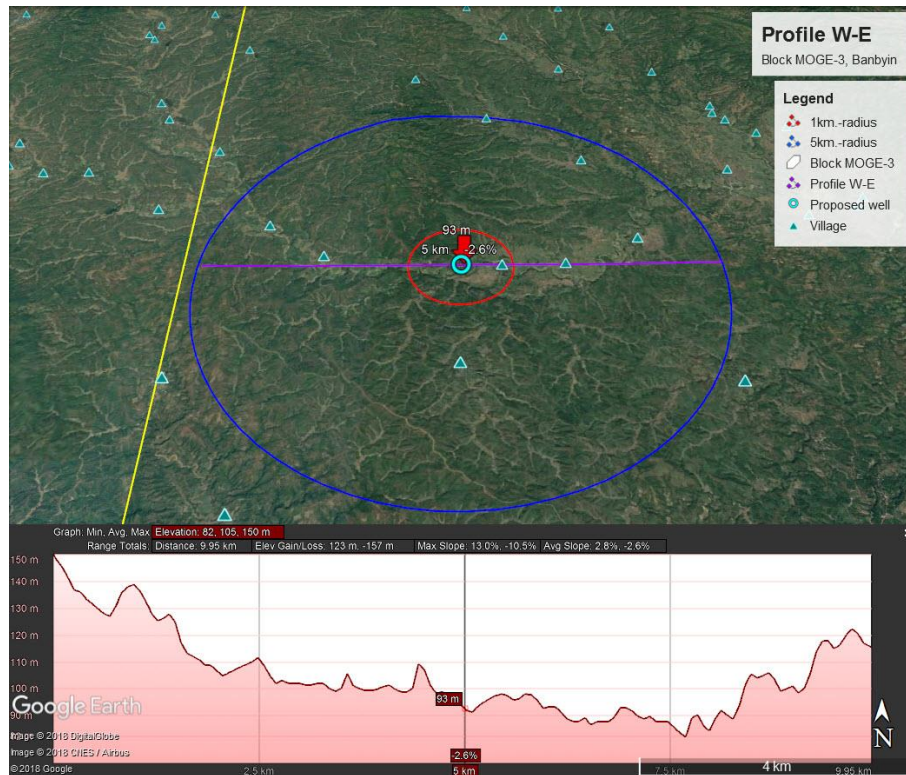 Profile W-E
Block MOGE-3, Banbyin
Legend
1km.-radius
5km.-radius
Block MOGE-3
Profile W-E
Proposed well
Village
93 m
5 km -2.6%
Graph: Min, Avg, Max Elevation: 82, 105, 150 m
Range Totals: Distance: 9.95 km Elev Gain/Loss: 123 m, -157 m Max Slope: 13.0%, -10.5% Avg Slope: 2.8%, -2.6%
150 m
140 m
130 m
120 m
110 m
100 m
93 m
90 m
Google Earth
N
Image © 2018 DigitalGlobe
Image © 2018 CNES / Airbus
-2.6%
4 km
© 2018 Google
2.5 km
5 km
7.5 km
9.95 km